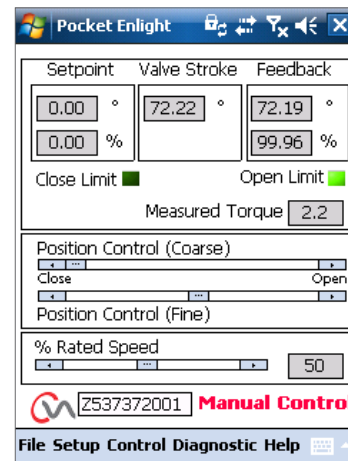 Pocket Enlight
Setpoint Valve Stroke Feedback
0.00 ° 72.22 ° 72.19 °
0.00 % 99.96 %
Close Limit Open Limit
Measured Torque 2.2
Position Control (Coarse)
Close Open
Position Control (Fine)
% Rated Speed
50
Z537372001 Manual Contro
File Setup Control Diagnostic Help